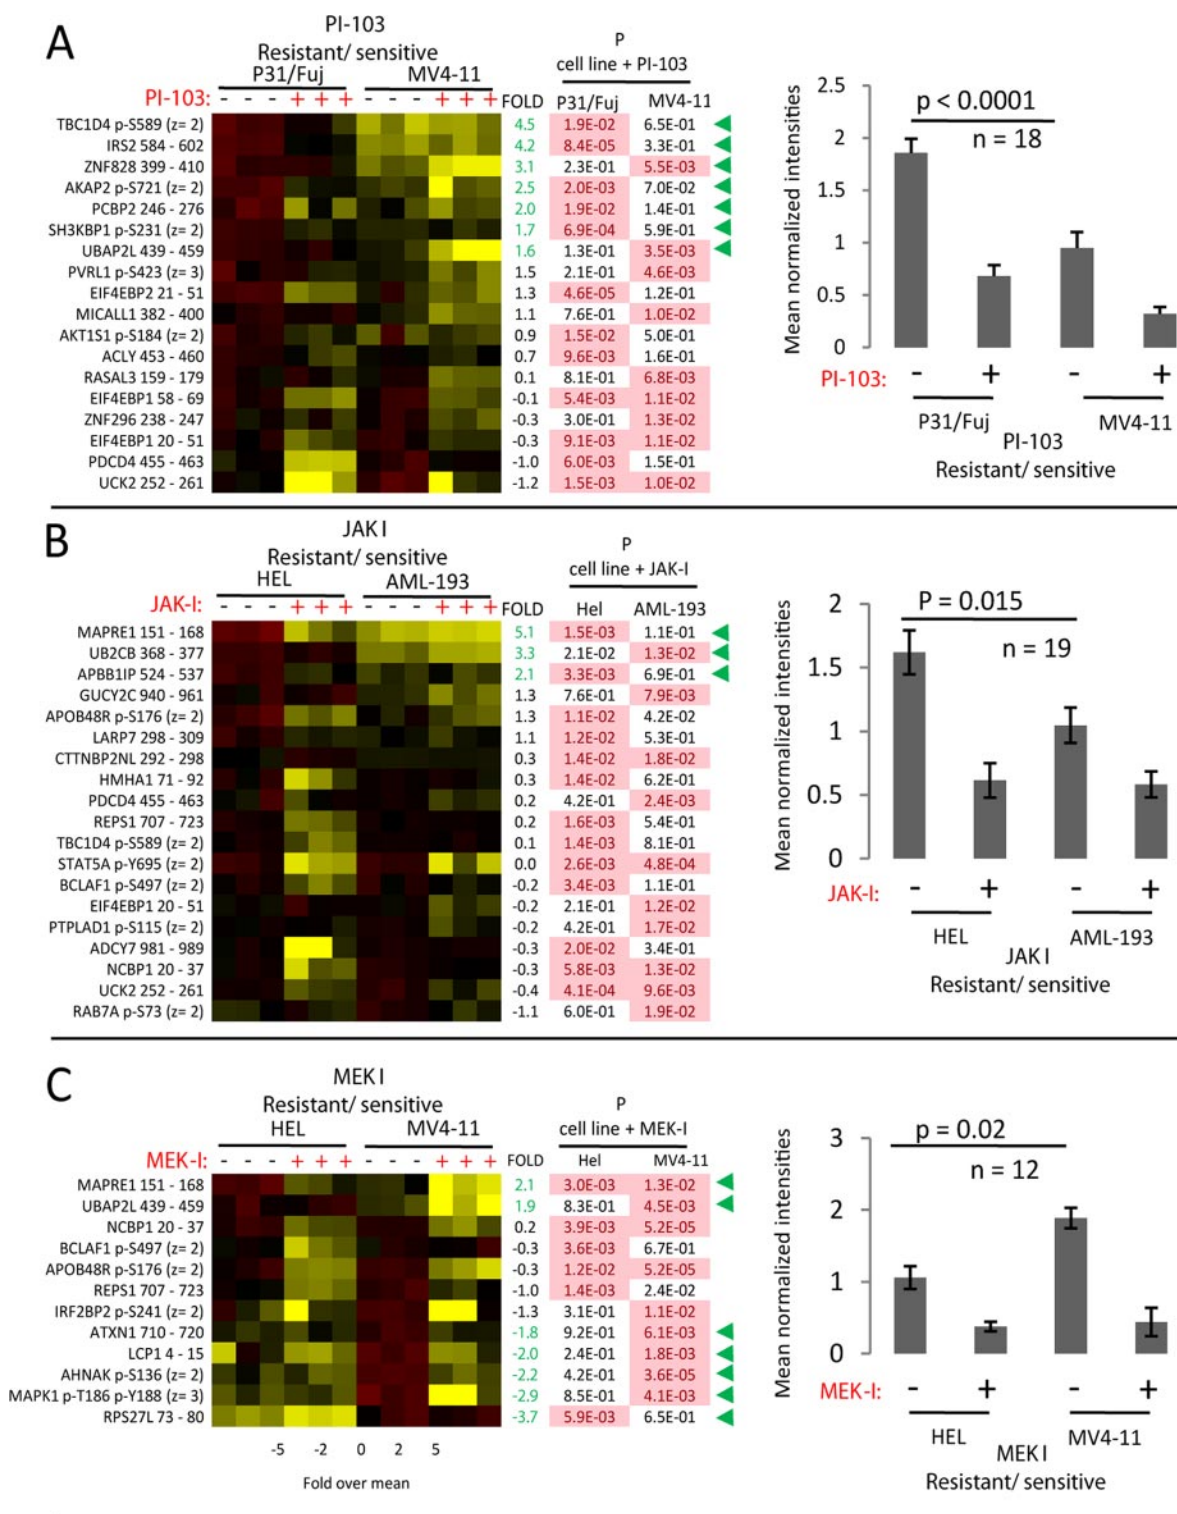 A
PI-103
Resistant/ sensitive
P31/Fuj MV4-11
PI-103: - - - + + + - - - + + + FOLD
P
cell line + PI-103
P31/Fuj MV4-11
TBC1D4 p-S589 (z= 2) 4.5 1.9E-02 6.5E-01
IRS2 584 - 602 4.2 8.4E-05 3.3E-01
ZNF828 399 - 410 3.1 2.3E-01 5.5E-03
AKAP2 p-S721 (z= 2) 2.5 2.0E-03 7.0E-02
PCBP2 246 - 276 2.0 1.9E-02 1.4E-01
SH3KBP1 p-S231 (z= 2) 1.7 6.9E-04 5.9E-01
UBAP2L 439 - 459 1.6 1.3E-01 3.5E-03
PVRL1 p-S423 (z= 3) 1.5 2.1E-01 4.6E-03
EIF4EBP2 21 - 51 1.3 4.6E-05 1.2E-01
MICALL1 382 - 400 1.1 7.6E-01 1.0E-02
AKT1S1 p-S184 (z= 2) 0.9 1.5E-02 5.0E-01
ACLY 453 - 460 0.7 9.6E-03 1.6E-01
RASAL3 159 - 179 0.1 8.1E-01 6.8E-03
EIF4EBP1 58 - 69 -0.1 5.4E-03 1.1E-02
ZNF296 238 - 247 -0.3 3.0E-01 1.3E-02
EIF4EBP1 20 - 51 -0.3 9.1E-03 1.1E-02
PDCD4 455 - 463 -1.0 6.0E-03 1.5E-01
UCK2 252 - 261 -1.2 1.5E-03 1.0E-02
Mean normalized intensities
2.5
2
1.5
1
0.5
0
p < 0.0001
n = 18
PI-103: - + - +
P31/Fuj MV4-11
PI-103
Resistant/ sensitive
B
JAK I
Resistant/ sensitive
HEL AML-193
JAK-I: - - - + + + - - - + + + FOLD
P
cell line + JAK-I
Hel AML-193
MAPRE1 151 - 168 5.1 1.5E-03 1.1E-01
UB2CB 368 - 377 3.3 2.1E-02 1.3E-02
APBB1IP 524 - 537 2.1 3.3E-03 6.9E-01
GUCY2C 940 - 961 1.3 7.6E-01 7.9E-03
APOB48R p-S176 (z= 2) 1.3 1.1E-02 4.2E-02
LARP7 298 - 309 1.1 1.2E-02 5.3E-01
CTTNBP2NL 292 - 298 0.3 1.4E-02 1.8E-02
HMHA1 71 - 92 0.3 1.4E-02 6.2E-01
PDCD4 455 - 463 0.2 4.2E-01 2.4E-03
REPS1 707 - 723 0.2 1.6E-03 5.4E-01
TBC1D4 p-S589 (z= 2) 0.1 1.4E-03 8.1E-01
STAT5A p-Y695 (z= 2) 0.0 2.6E-03 4.8E-04
BCLAF1 p-S497 (z= 2) -0.2 3.4E-03 1.1E-01
EIF4EBP1 20 - 51 -0.2 2.1E-01 1.2E-02
PTPLAD1 p-S115 (z= 2) -0.2 4.2E-01 1.7E-02
ADCY7 981 - 989 -0.3 2.0E-02 3.4E-01
NCBP1 20 - 37 -0.3 5.8E-03 1.3E-02
UCK2 252 - 261 -0.4 4.1E-04 9.6E-03
RAB7A p-S73 (z= 2) -1.1 6.0E-01 1.9E-02
Mean normalized intensities
2
1.5
1
0.5
0
P = 0.015
n = 19
JAK-I: - + - +
HEL AML-193
JAK I
Resistant/ sensitive
C
MEK I
Resistant/ sensitive
HEL MV4-11
MEK-I: - - - + + + - - - + + + FOLD
P
cell line + MEK-I
Hel MV4-11
MAPRE1 151 - 168 2.1 3.0E-03 1.3E-02
UBAP2L 439 - 459 1.9 8.3E-01 4.5E-03
NCBP1 20 - 37 0.2 3.9E-03 5.2E-05
BCLAF1 p-S497 (z= 2) -0.3 3.6E-03 6.7E-01
APOB48R p-S176 (z= 2) -0.3 1.2E-02 5.2E-05
REPS1 707 - 723 -1.0 1.4E-03 2.4E-02
IRF2BP2 p-S241 (z= 2) -1.3 3.1E-01 1.1E-02
ATXN1 710 - 720 -1.8 9.2E-01 6.1E-03
LCP1 4 - 15 -2.0 2.4E-01 1.8E-03
AHNAK p-S136 (z= 2) -2.2 4.2E-01 3.6E-05
MAPK1 p-T186 p-Y188 (z= 3) -2.9 8.5E-01 4.1E-03
RPS27L 73 - 80 -3.7 5.9E-03 6.5E-01
-5 -2 0 2 5
Fold over mean
Mean normalized intensities
3
2
1
0
p = 0.02
n = 12
MEK-I: - + - +
HEL MV4-11
MEK I
Resistant/ sensitive